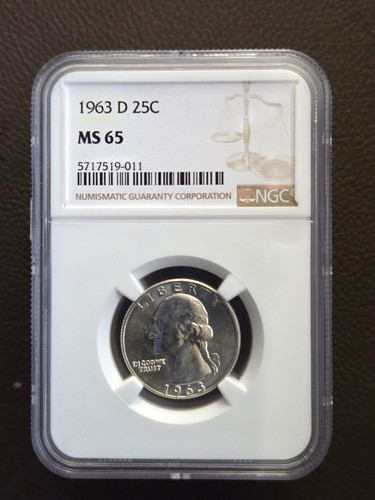 1963 D 25C
MS 65
5717519-011
NUMISMATIC GUARANTY CORPORATION
NGC
LIBERTY
IN GOD WE
TRUST
1963